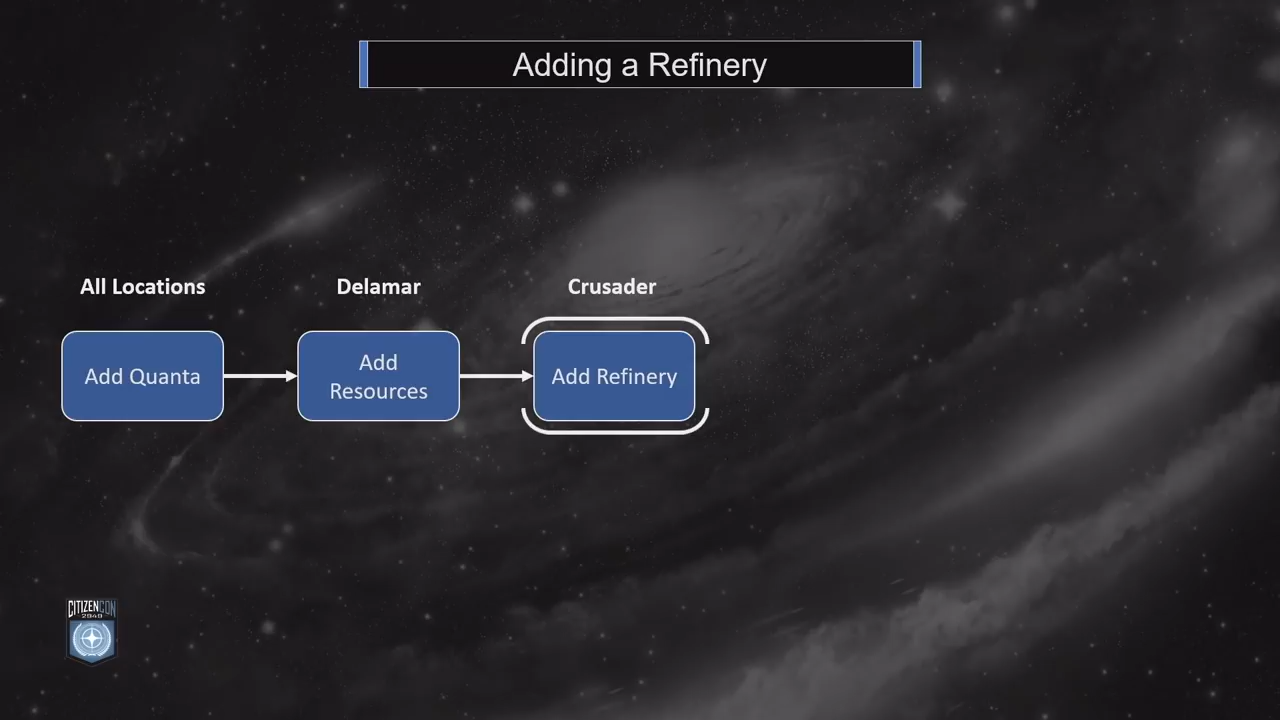 Adding a Refinery
All Locations
Delamar
Crusader
Add Quanta
Add
Resources
Add Refinery
CITIZENCON
2949